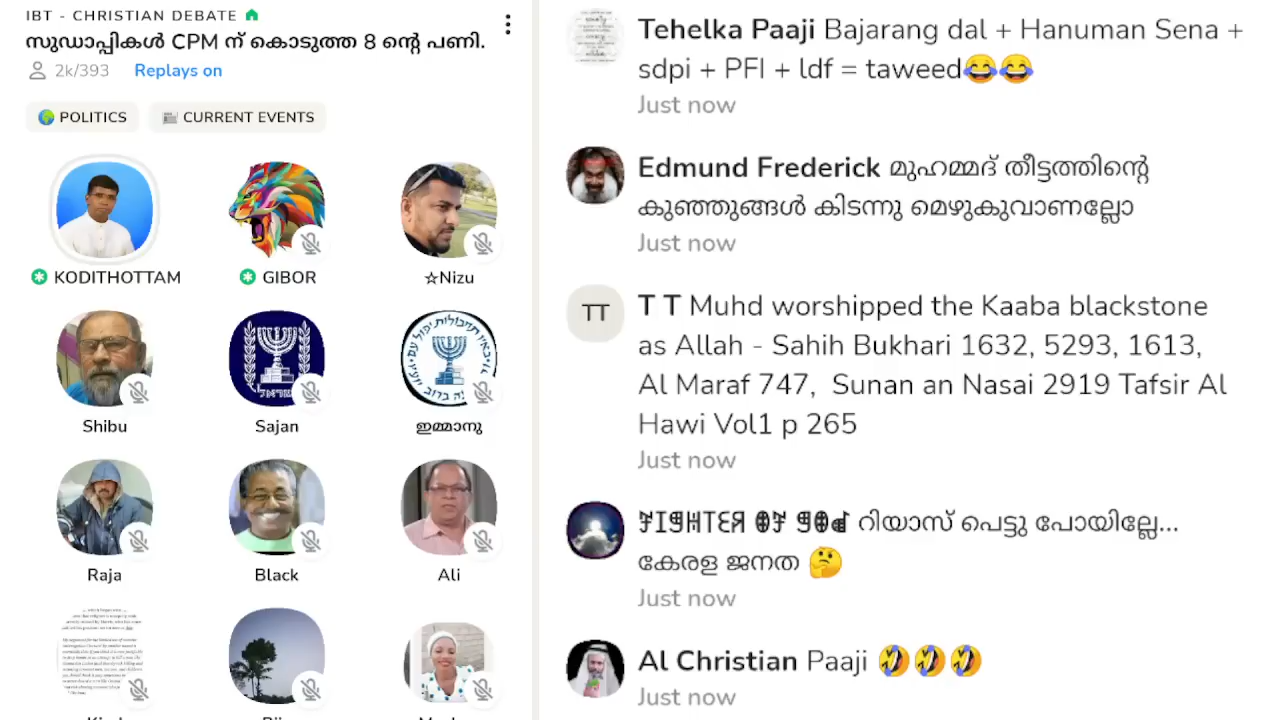 IBT - CHRISTIAN DEBATE
സുഡാപ്പികൾ CPM ന് കൊടുത്ത 8 ന്റെ പണി.
2k/393 Replays on
POLITICS CURRENT EVENTS
KODITHOTTAM GIBOR ☆Nizu
Shibu Sajan ഇമ്മാനു
Raja Black Ali
Tehelka Paaji Bajarang dal + Hanuman Sena +
sdpi + PFI + ldf = taweed😂😂
Just now
Edmund Frederick മുഹമ്മദ് തീട്ടത്തിന്റെ
കുഞ്ഞുങ്ങൾ കിടന്നു മെഴുകുവാണല്ലോ
Just now
TT
T T Muhd worshipped the Kaaba blackstone
as Allah - Sahih Bukhari 1632, 5293, 1613,
Al Maraf 747, Sunan an Nasai 2919 Tafsir Al
Hawi Vol1 p 265
Just now
FIGHTER OF GOD റിയാസ് പെട്ടു പോയില്ലേ...
കേരള ജനത 🤔
Just now
Al Christian Paaji 🤣🤣🤣
Just now